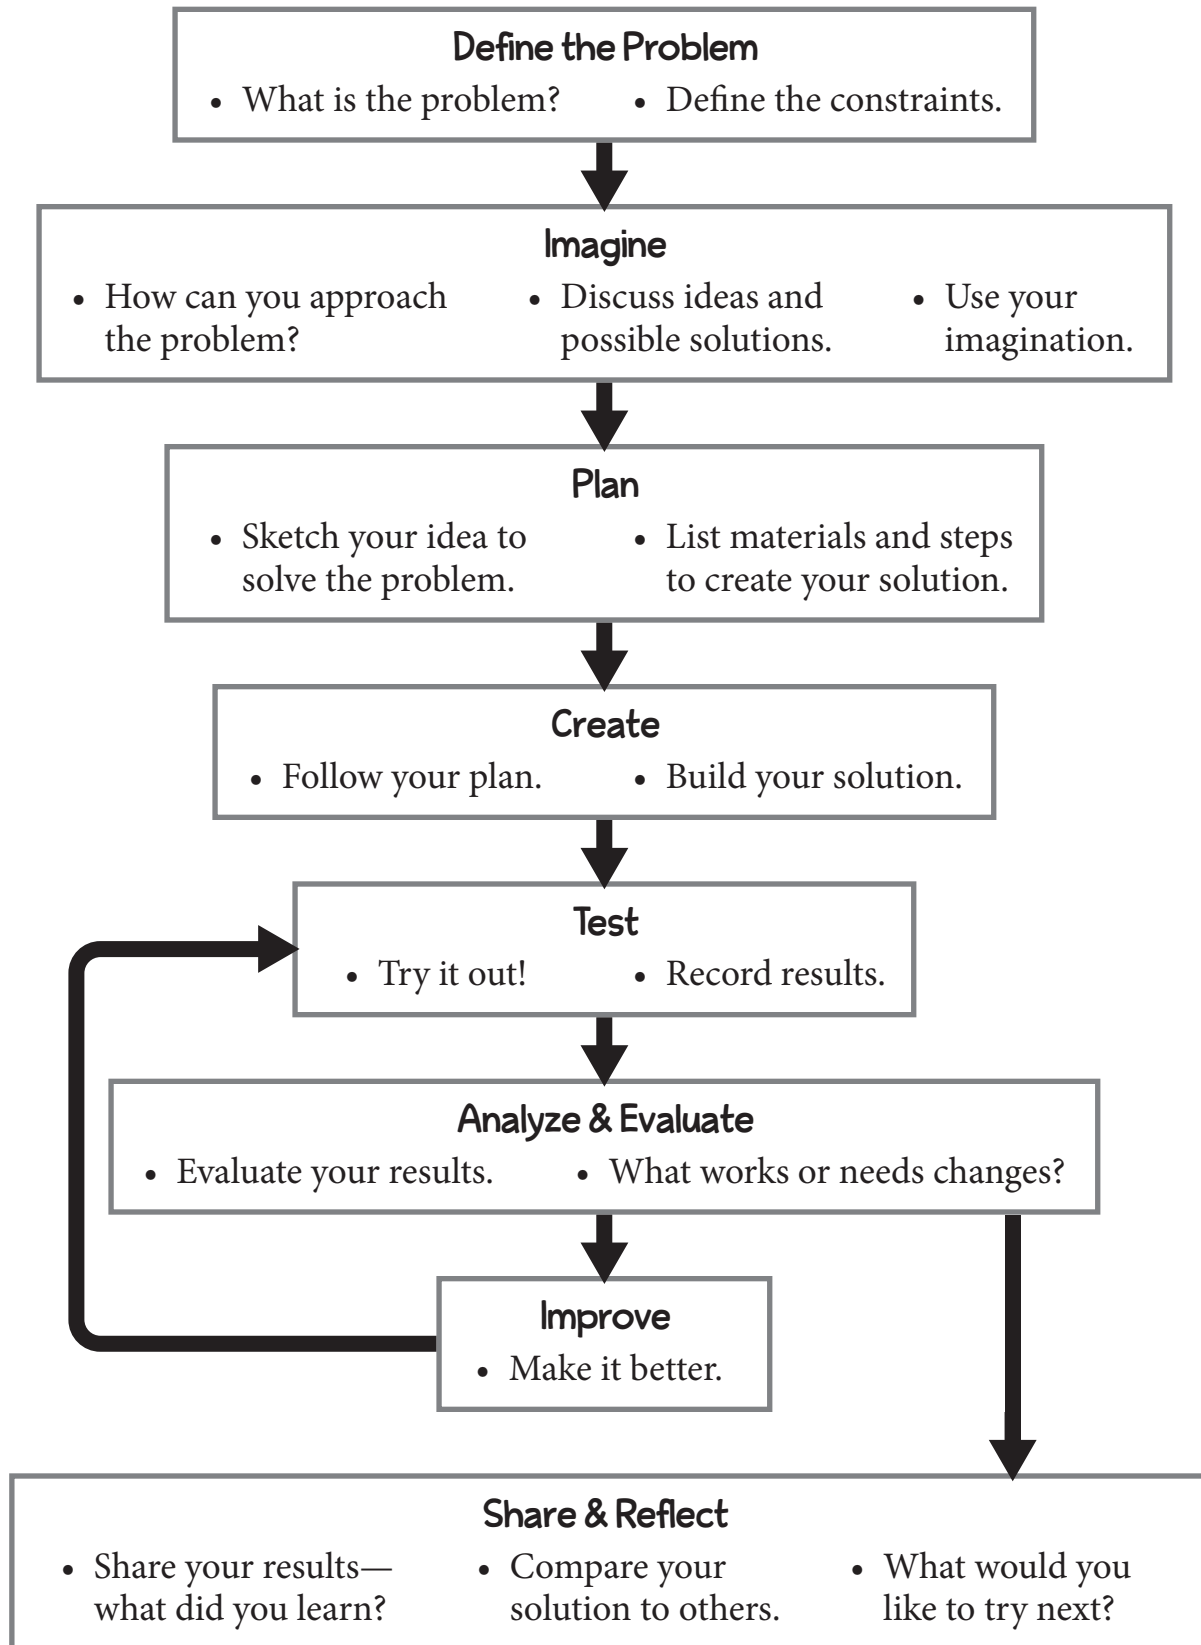 Define the Problem
• What is the problem? • Define the constraints.
Imagine
• How can you approach
the problem?
• Discuss ideas and
possible solutions.
• Use your
imagination.
Plan
• Sketch your idea to
solve the problem.
• List materials and steps
to create your solution.
Create
• Follow your plan. • Build your solution.
Test
• Try it out! • Record results.
Analyze & Evaluate
• Evaluate your results. • What works or needs changes?
Improve
• Make it better.
Share & Reflect
• Share your results—
what did you learn?
• Compare your
solution to others.
• What would you
like to try next?